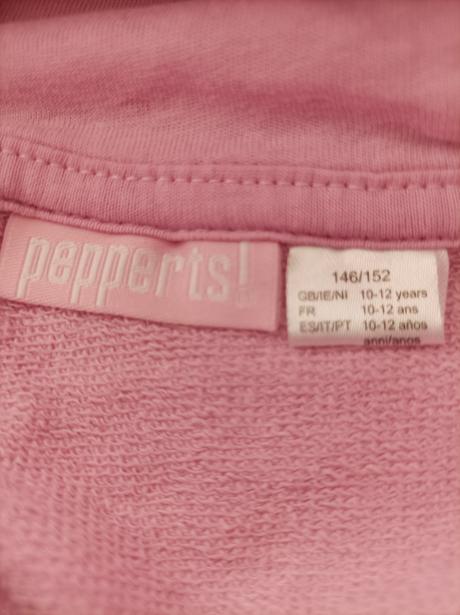 pepperts!
146/152
GB/IE/NI 10-12 years
FR 10-12 ans
ES/IT/PT 10-12 años
anni/anos